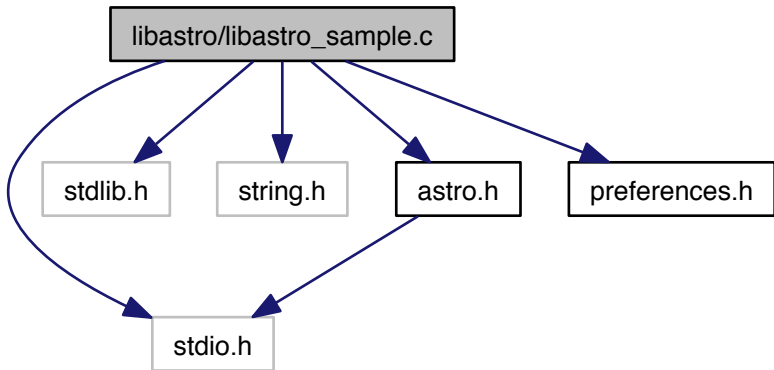 libastro/libastro_sample.c
stdlib.h
string.h
astro.h
preferences.h
stdio.h